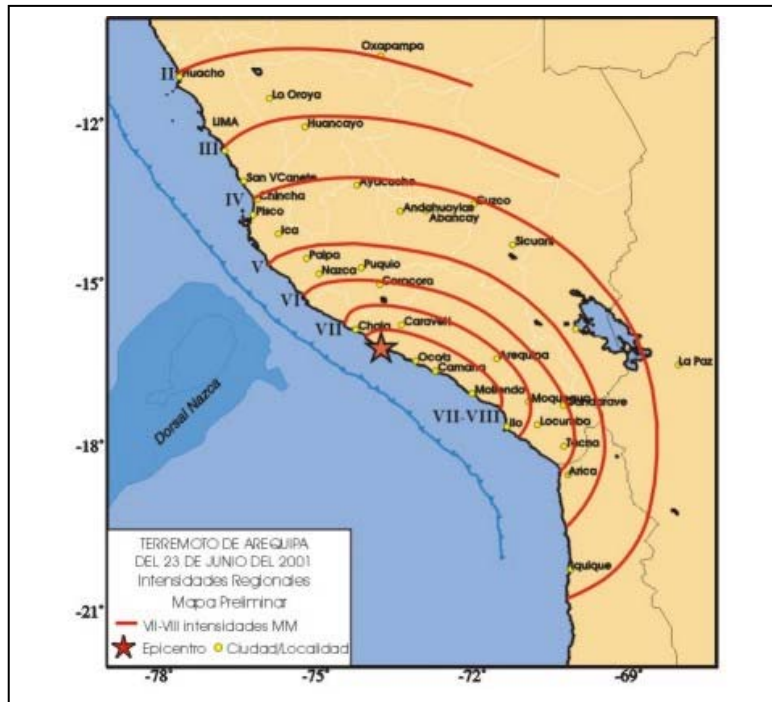 Oxapampa
II Huacho
La Oroya
-12
LIMA
Huancayo
III
San VCanete
Ayacucho
IV Chincha
Cuzco
Andahuaylas
Abancay
Pisco
Ica
Sicuani
Palpa
V
Puquio
Nazca
-15
Coracora
VI
VII Chala
Caraveli
Arequipa
La Paz
Ocoña
Camana
Mollendo
Moquegua
Candarave
VII-VIII
Ilo
Locumba
Tacna
-18
Arica
Dorsal Nazca
Iquique
-21
TERREMOTO DE AREQUIPA
DEL 23 DE JUNIO DEL 2001
Intensidades Regionales
Mapa Preliminar
VII-VIII intensidades MM
Epicentro Ciudad/Localidad
-78 -75 -72 -69